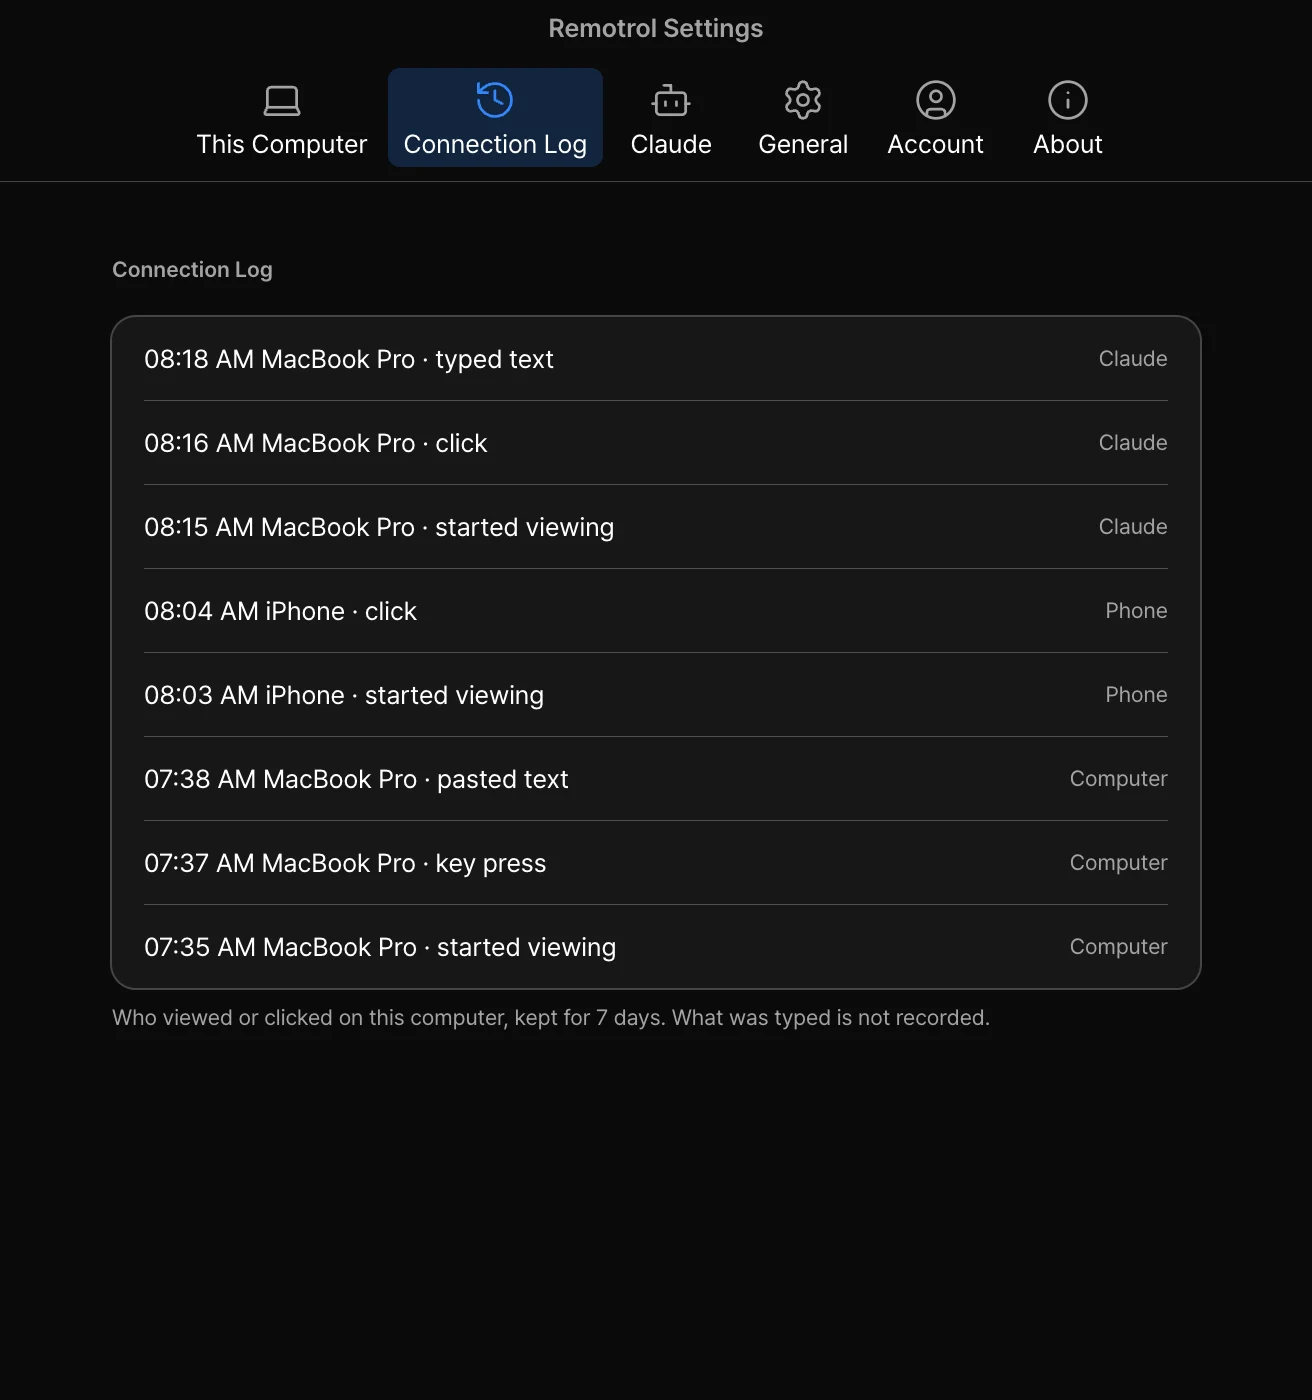 Remotrol Settings
This Computer
Connection Log
Claude
General
Account
About
Connection Log
08:18 AM MacBook Pro · typed text Claude
08:16 AM MacBook Pro · click Claude
08:15 AM MacBook Pro · started viewing Claude
08:04 AM iPhone · click Phone
08:03 AM iPhone · started viewing Phone
07:38 AM MacBook Pro · pasted text Computer
07:37 AM MacBook Pro · key press Computer
07:35 AM MacBook Pro · started viewing Computer
Who viewed or clicked on this computer, kept for 7 days. What was typed is not recorded.